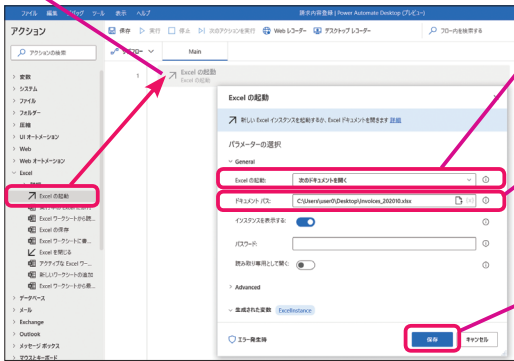 ファイル 編集 デバッグ ツール 表示 ヘルプ
請求内容登録 | Power Automate Desktop (プレビュー)
アクション
保存 実行 停止 次のアクションを実行 Web レコーダー デスクトップ レコーダー フロー内を検索する
アクションの検索
サブフロー Main
変数
システム
ファイル
フォルダー
圧縮
UI オートメーション
Web
Web オートメーション
Excel
Excel の起動
Excel ワークシートから読...
Excel の保存
Excel ワークシートに書...
Excel を閉じる
アクティブな Excel ワー...
新しいワークシートの追加
Excel ワークシートから最...
データベース
メール
Exchange
Outlook
メッセージ ボックス
マウスとキーボード
1 Excel の起動
Excel の起動
Excel の起動
新しい Excel インスタンスを起動するか、Excel ドキュメントを開きます 詳細
パラメーターの選択
General
Excel の起動: 次のドキュメントを開く
ドキュメント パス: C:\Users\user0\Desktop\Invoices_202010.xlsx {x}
インスタンスを表示する:
パスワード:
読み取り専用として開く:
Advanced
生成された変数 ExcelInstance
エラー発生時 保存 キャンセル